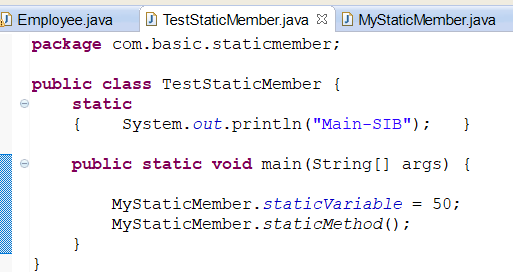 Employee.java TestStaticMember.java MyStaticMember.java
package com.basic.staticmember;
public class TestStaticMember {
static
{ System.out.println("Main-SIB"); }
public static void main(String[] args) {
MyStaticMember.staticVariable = 50;
MyStaticMember.staticMethod();
}
}